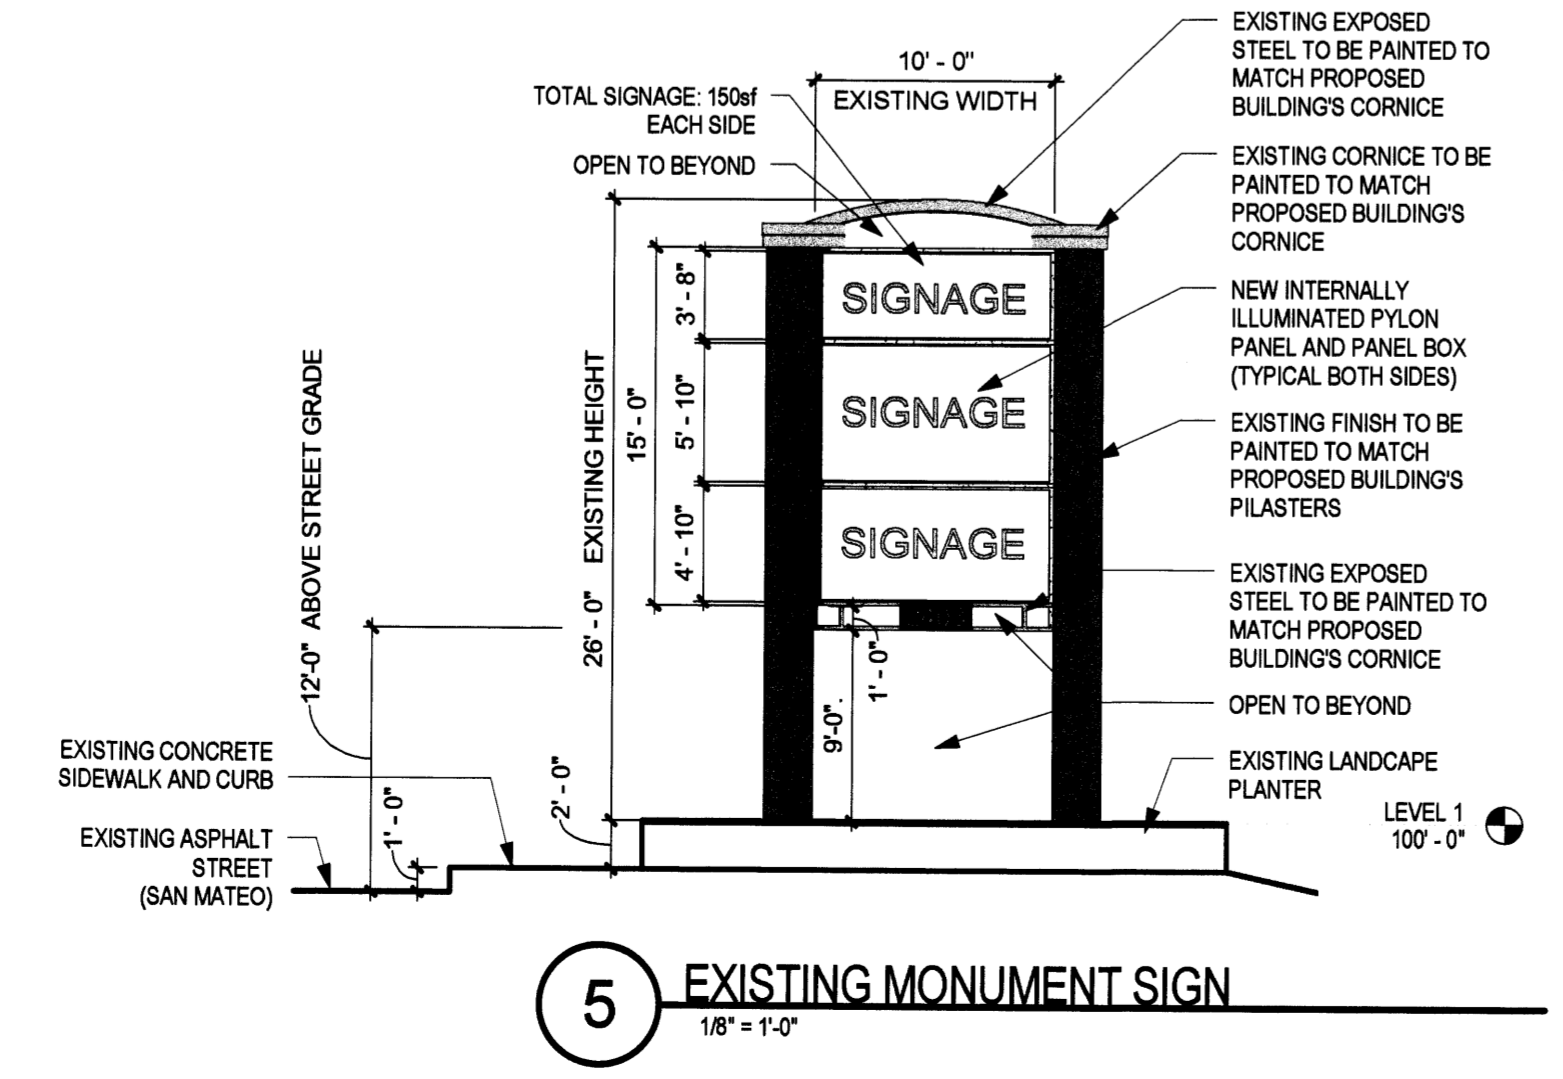 EXISTING EXPOSED
STEEL TO BE PAINTED TO
MATCH PROPOSED
BUILDING'S CORNICE
10' - 0"
EXISTING WIDTH
TOTAL SIGNAGE: 150sf
EACH SIDE
OPEN TO BEYOND
EXISTING CORNICE TO BE
PAINTED TO MATCH
PROPOSED BUILDING'S
CORNICE
NEW INTERNALLY
ILLUMINATED PYLON
PANEL AND PANEL BOX
(TYPICAL BOTH SIDES)
EXISTING FINISH TO BE
PAINTED TO MATCH
PROPOSED BUILDING'S
PILASTERS
EXISTING EXPOSED
STEEL TO BE PAINTED TO
MATCH PROPOSED
BUILDING'S CORNICE
OPEN TO BEYOND
EXISTING LANDCAPE
PLANTER
LEVEL 1
100' - 0"
SIGNAGE
SIGNAGE
SIGNAGE
3' - 8"
5' - 10"
4' - 10"
15' - 0"
26' - 0" EXISTING HEIGHT
12'-0" ABOVE STREET GRADE
1' - 0"
9'-0".
2' - 0"
1' - 0"
EXISTING CONCRETE
SIDEWALK AND CURB
EXISTING ASPHALT
STREET
(SAN MATEO)
5
EXISTING MONUMENT SIGN
1/8" = 1'-0"